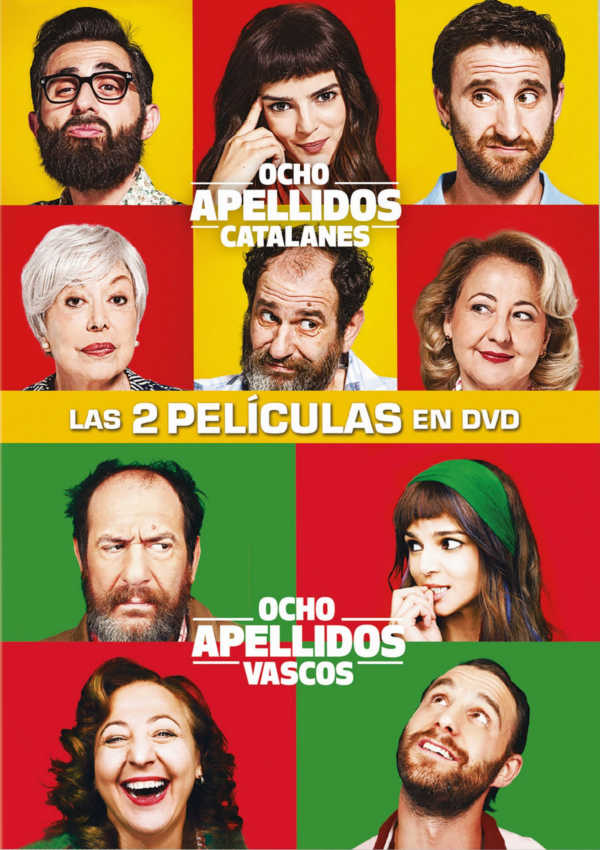 OCHO
APELLIDOS
CATALANES
LAS 2 PELÍCULAS EN DVD
OCHO
APELLIDOS
VASCOS